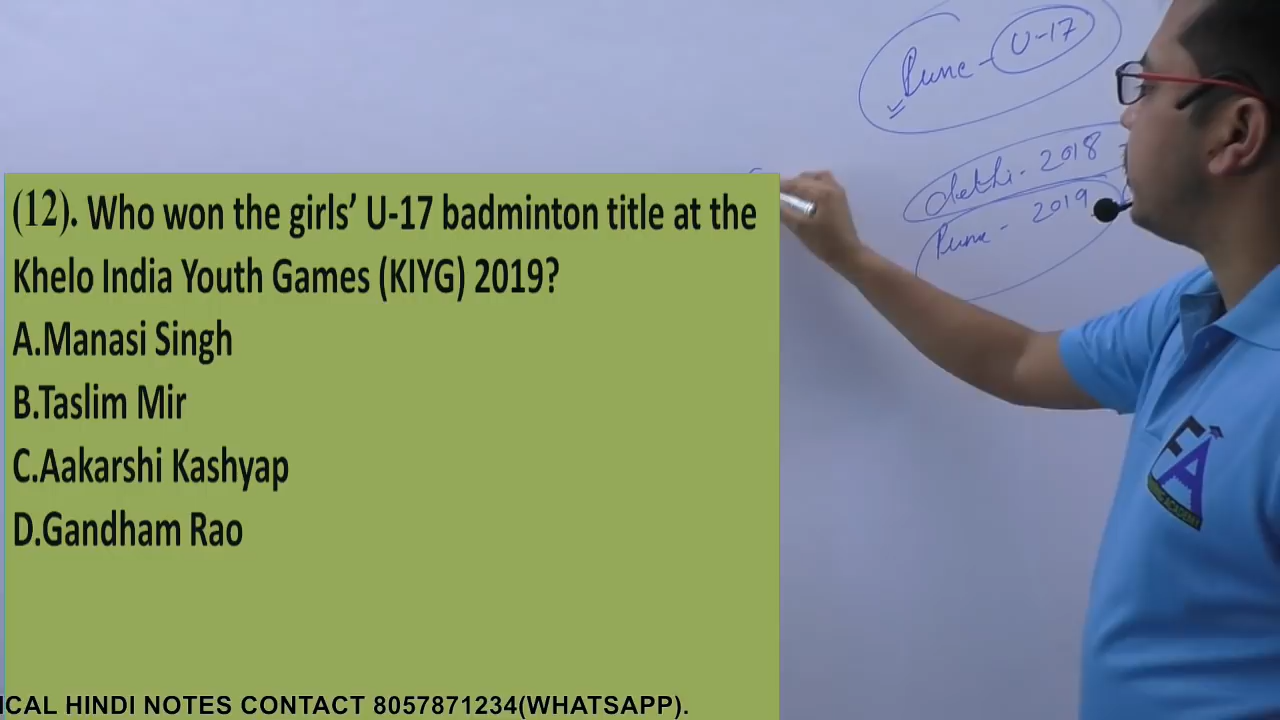 Pune - U-17
delhi - 2018
Pune - 2019
(12). Who won the girls’ U-17 badminton title at the
Khelo India Youth Games (KIYG) 2019?
A.Manasi Singh
B.Taslim Mir
C.Aakarshi Kashyap
D.Gandham Rao
ICAL HINDI NOTES CONTACT 8057871234(WHATSAPP).